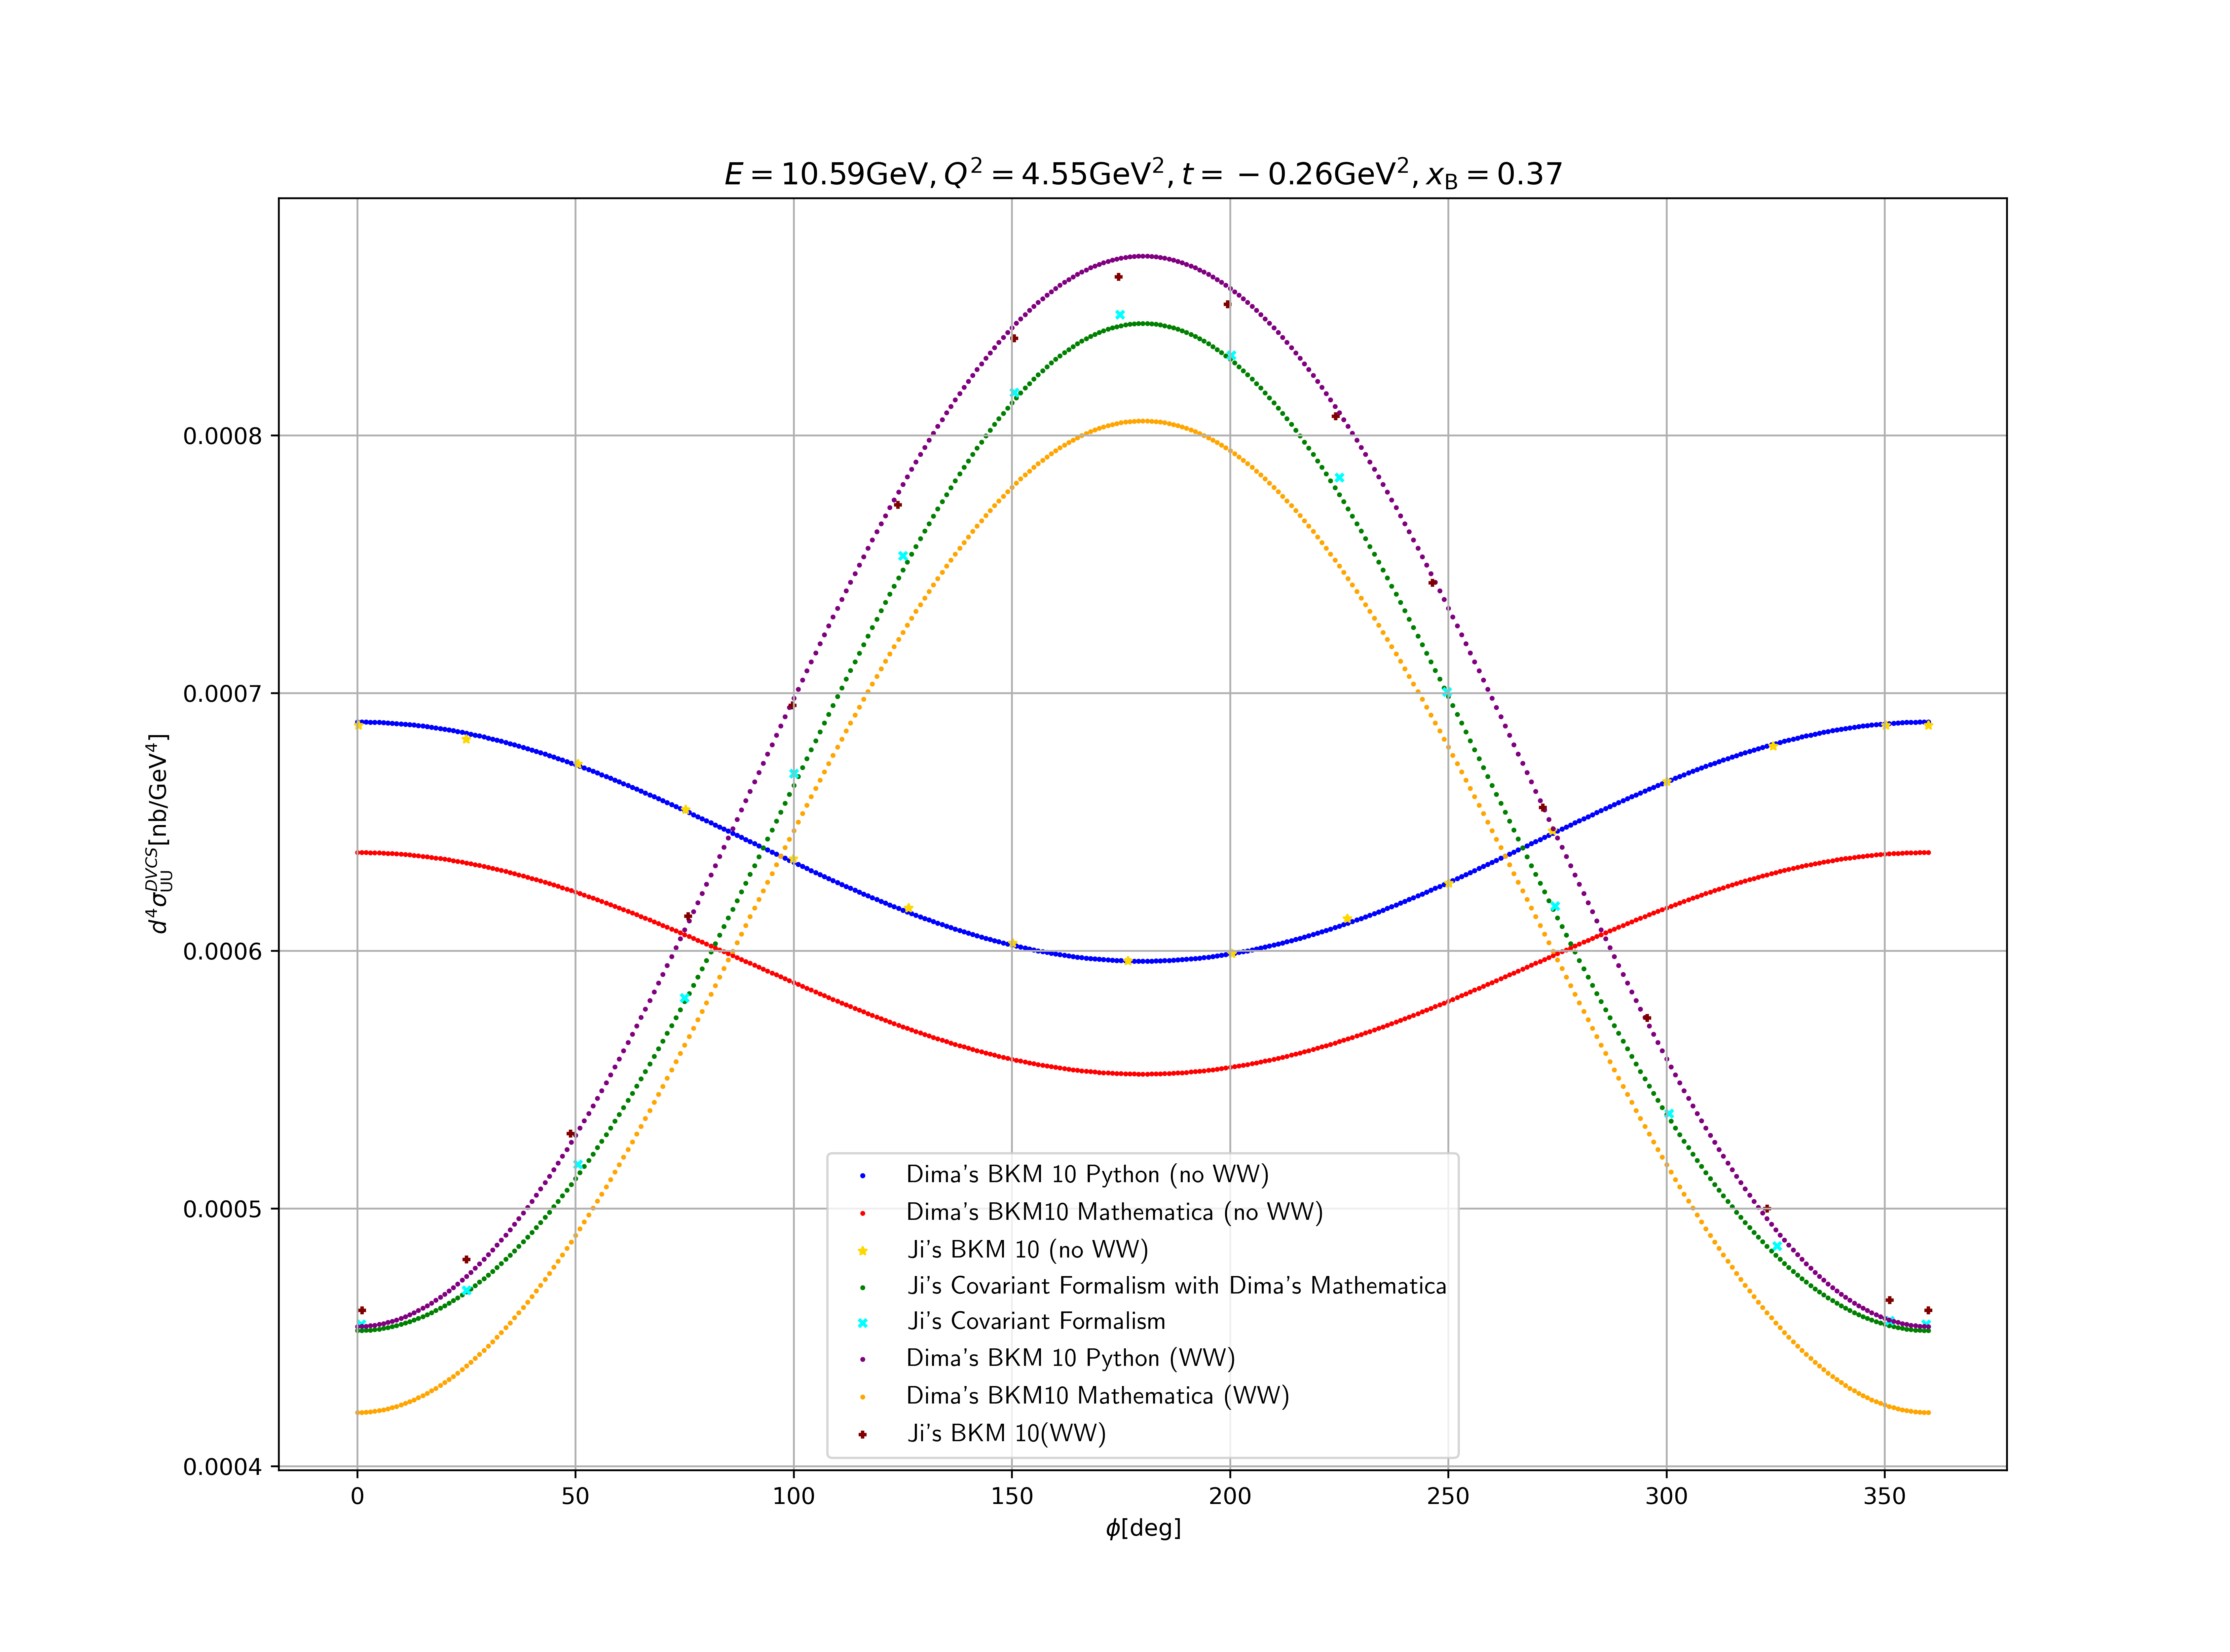 E = 10.59GeV, Q² = 4.55GeV², t = −0.26GeV², x_B = 0.37
d⁴σ_UU^DVCS[nb/GeV⁴]
0.0008
0.0007
0.0006
0.0005
0.0004
Dima's BKM 10 Python (no WW)
Dima's BKM10 Mathematica (no WW)
Ji's BKM 10 (no WW)
Ji's Covariant Formalism with Dima's Mathematica
Ji's Covariant Formalism
Dima's BKM 10 Python (WW)
Dima's BKM10 Mathematica (WW)
Ji's BKM 10(WW)
0 50 100 150 200 250 300 350
ϕ[deg]